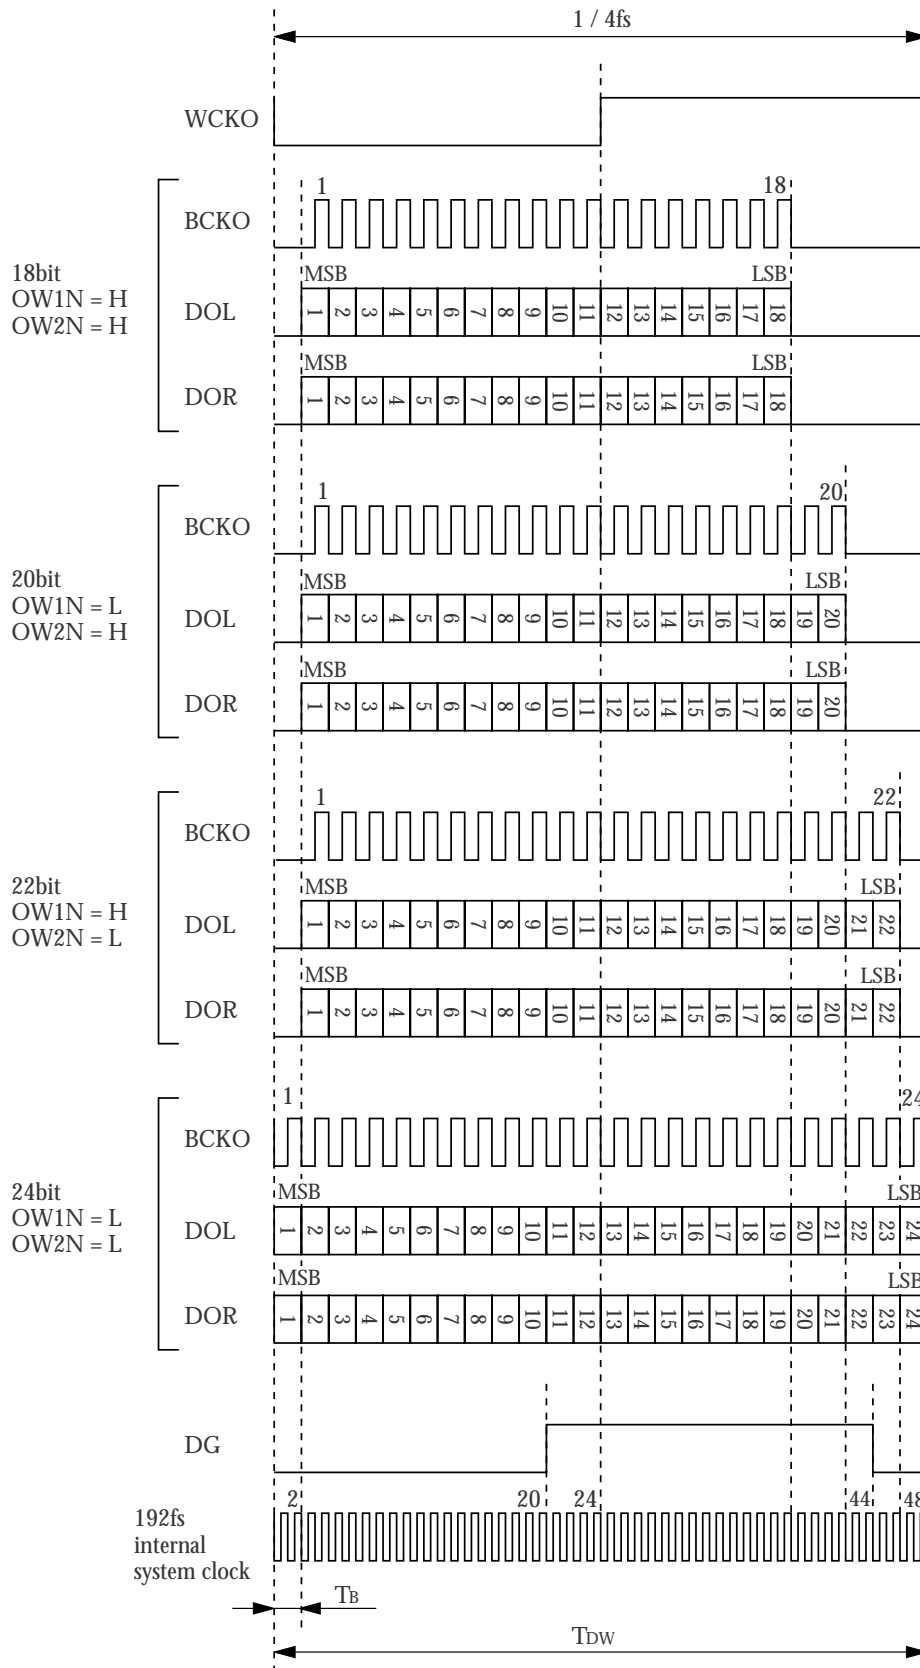 1 / 4fs
WCKO
1 18
BCKO
18bit
OW1N = H
OW2N = H
MSB LSB
DOL 1 2 3 4 5 6 7 8 9 10 11 12 13 14 15 16 17 18
MSB LSB
DOR 1 2 3 4 5 6 7 8 9 10 11 12 13 14 15 16 17 18
1 20
BCKO
20bit
OW1N = L
OW2N = H
MSB LSB
DOL 1 2 3 4 5 6 7 8 9 10 11 12 13 14 15 16 17 18 19 20
MSB LSB
DOR 1 2 3 4 5 6 7 8 9 10 11 12 13 14 15 16 17 18 19 20
1 22
BCKO
22bit
OW1N = H
OW2N = L
MSB LSB
DOL 1 2 3 4 5 6 7 8 9 10 11 12 13 14 15 16 17 18 19 20 21 22
MSB LSB
DOR 1 2 3 4 5 6 7 8 9 10 11 12 13 14 15 16 17 18 19 20 21 22
1 24
BCKO
24bit
OW1N = L
OW2N = L
MSB LSB
DOL 1 2 3 4 5 6 7 8 9 10 11 12 13 14 15 16 17 18 19 20 21 22 23 24
MSB LSB
DOR 1 2 3 4 5 6 7 8 9 10 11 12 13 14 15 16 17 18 19 20 21 22 23 24
DG
2 20 24 44 48
192fs
internal
system clock
TB
TDW